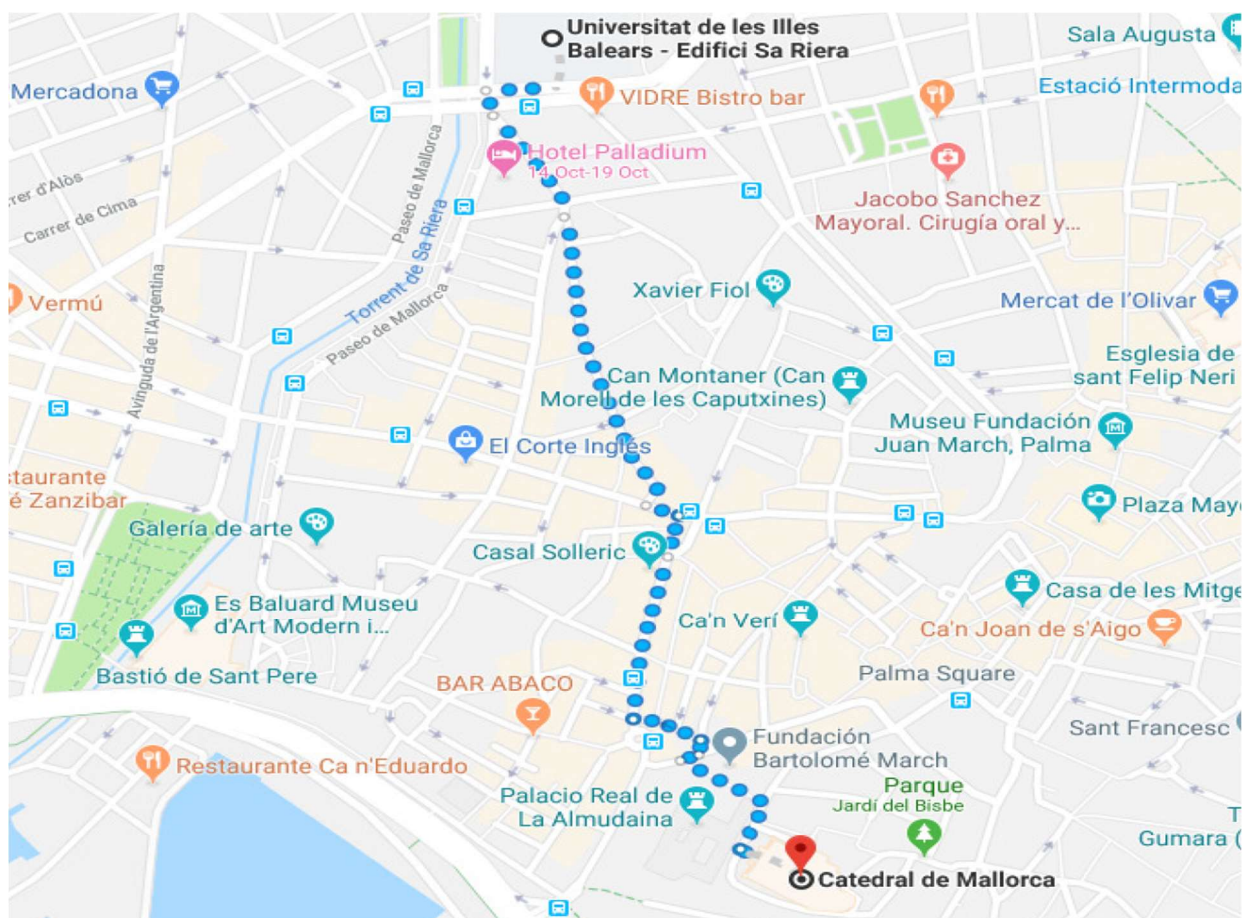 Universitat de les Illes
Balears - Edifici Sa Riera
Sala Augusta
Mercadona
VIDRE Bistro bar
Estació Intermoda
Hotel Palladium
14 Oct-19 Oct
Paseo de Mallorca
rrer d'Alòs
Carrer de Cima
Jacobo Sanchez
Mayoral. Cirugía oral y...
Torrent de Sa Riera
Xavier Fiol
Vermú
Avinguda de l'Argentina
Paseo de Mallorca
Mercat de l'Olivar
Esglesia de
sant Felip Neri
Can Montaner (Can
Morell de les Caputxines)
Museu Fundación
Juan March, Palma
El Corte Inglés
staurante
é Zanzibar
Galería de arte
Plaza Mayo
Casal Solleric
Casa de les Mitge
Es Baluard Museu
d'Art Modern i...
Ca'n Verí
Ca'n Joan de s'Aigo
Bastió de Sant Pere
BAR ABACO
Palma Square
Sant Francesc
Restaurante Ca n'Eduardo
Fundación
Bartolomé March
Parque
Jardí del Bisbe
Palacio Real de
La Almudaina
T
Gumara (
Catedral de Mallorca